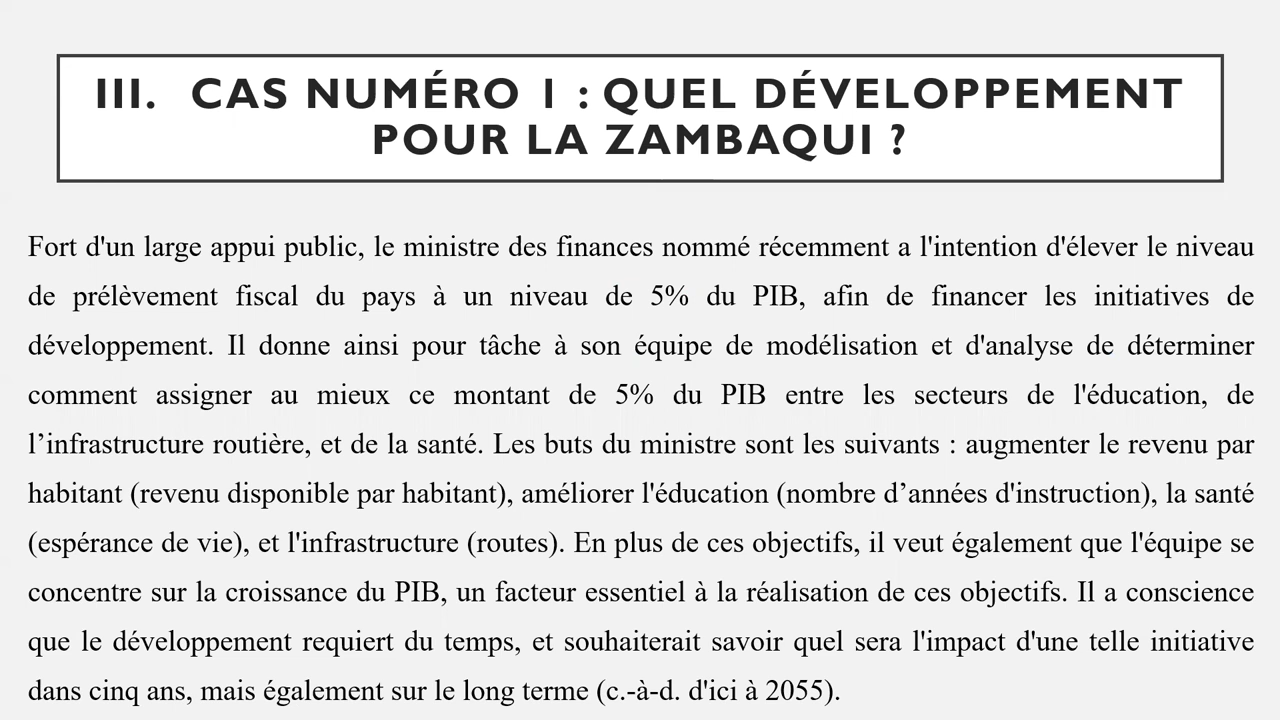 III. CAS NUMÉRO 1 : QUEL DÉVELOPPEMENT
POUR LA ZAMBAQUI ?
Fort d'un large appui public, le ministre des finances nommé récemment a l'intention d'élever le niveau
de prélèvement fiscal du pays à un niveau de 5% du PIB, afin de financer les initiatives de
développement. Il donne ainsi pour tâche à son équipe de modélisation et d'analyse de déterminer
comment assigner au mieux ce montant de 5% du PIB entre les secteurs de l'éducation, de
l’infrastructure routière, et de la santé. Les buts du ministre sont les suivants : augmenter le revenu par
habitant (revenu disponible par habitant), améliorer l'éducation (nombre d’années d'instruction), la santé
(espérance de vie), et l'infrastructure (routes). En plus de ces objectifs, il veut également que l'équipe se
concentre sur la croissance du PIB, un facteur essentiel à la réalisation de ces objectifs. Il a conscience
que le développement requiert du temps, et souhaiterait savoir quel sera l'impact d'une telle initiative
dans cinq ans, mais également sur le long terme (c.-à-d. d'ici à 2055).